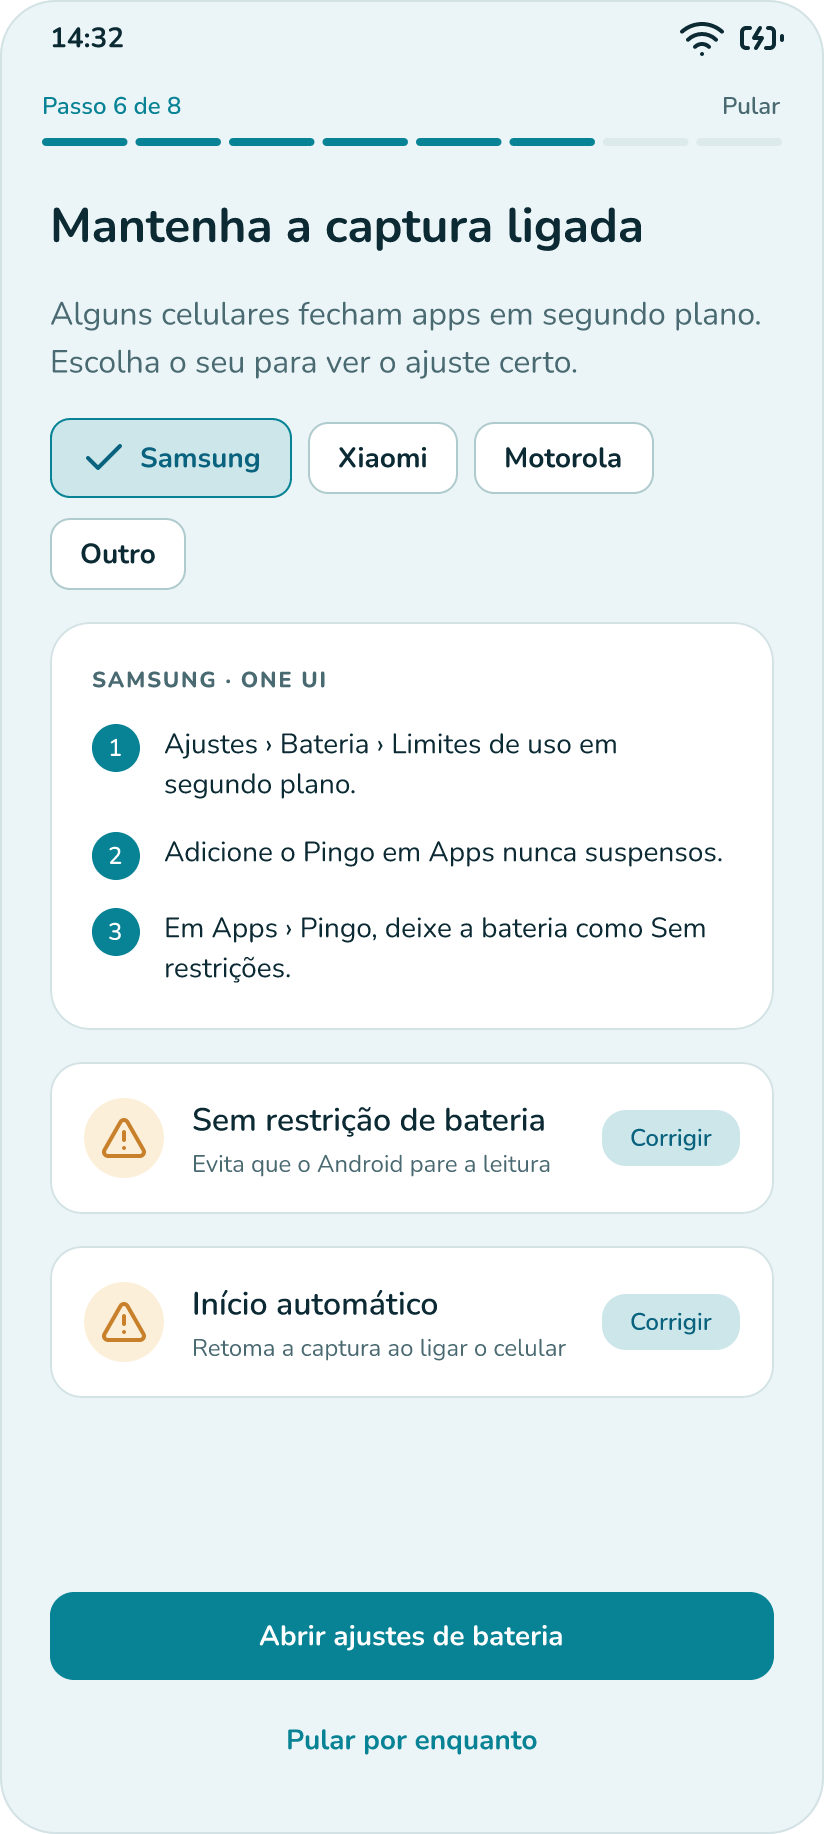 14:32
Passo 6 de 8
Pular
Mantenha a captura ligada
Alguns celulares fecham apps em segundo plano.
Escolha o seu para ver o ajuste certo.
Samsung
Xiaomi
Motorola
Outro
SAMSUNG · ONE UI
1 Ajustes › Bateria › Limites de uso em
segundo plano.
2 Adicione o Pingo em Apps nunca suspensos.
3 Em Apps › Pingo, deixe a bateria como Sem
restrições.
Sem restrição de bateria
Evita que o Android pare a leitura
Corrigir
Início automático
Retoma a captura ao ligar o celular
Corrigir
Abrir ajustes de bateria
Pular por enquanto